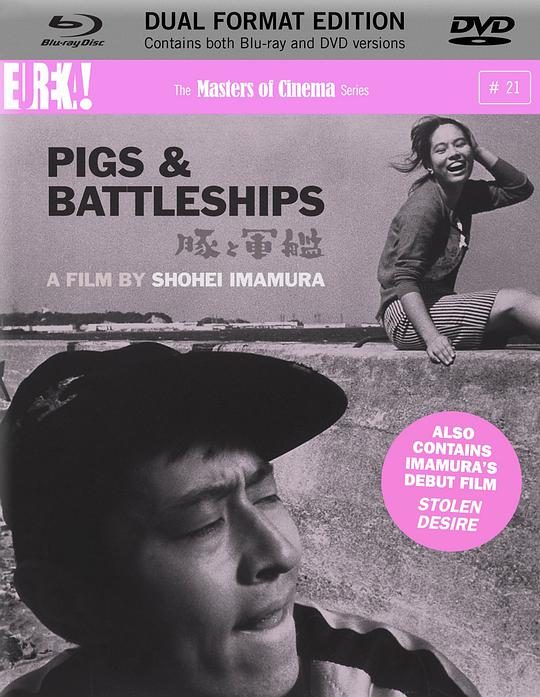 Blu-ray Disc
DUAL FORMAT EDITION
Contains both Blu-ray and DVD versions
DVD
EUREKA!
The Masters of Cinema Series
# 21
PIGS &
BATTLESHIPS
豚と軍艦
A FILM BY SHOHEI IMAMURA
ALSO
CONTAINS
IMAMURA'S
DEBUT FILM
STOLEN
DESIRE